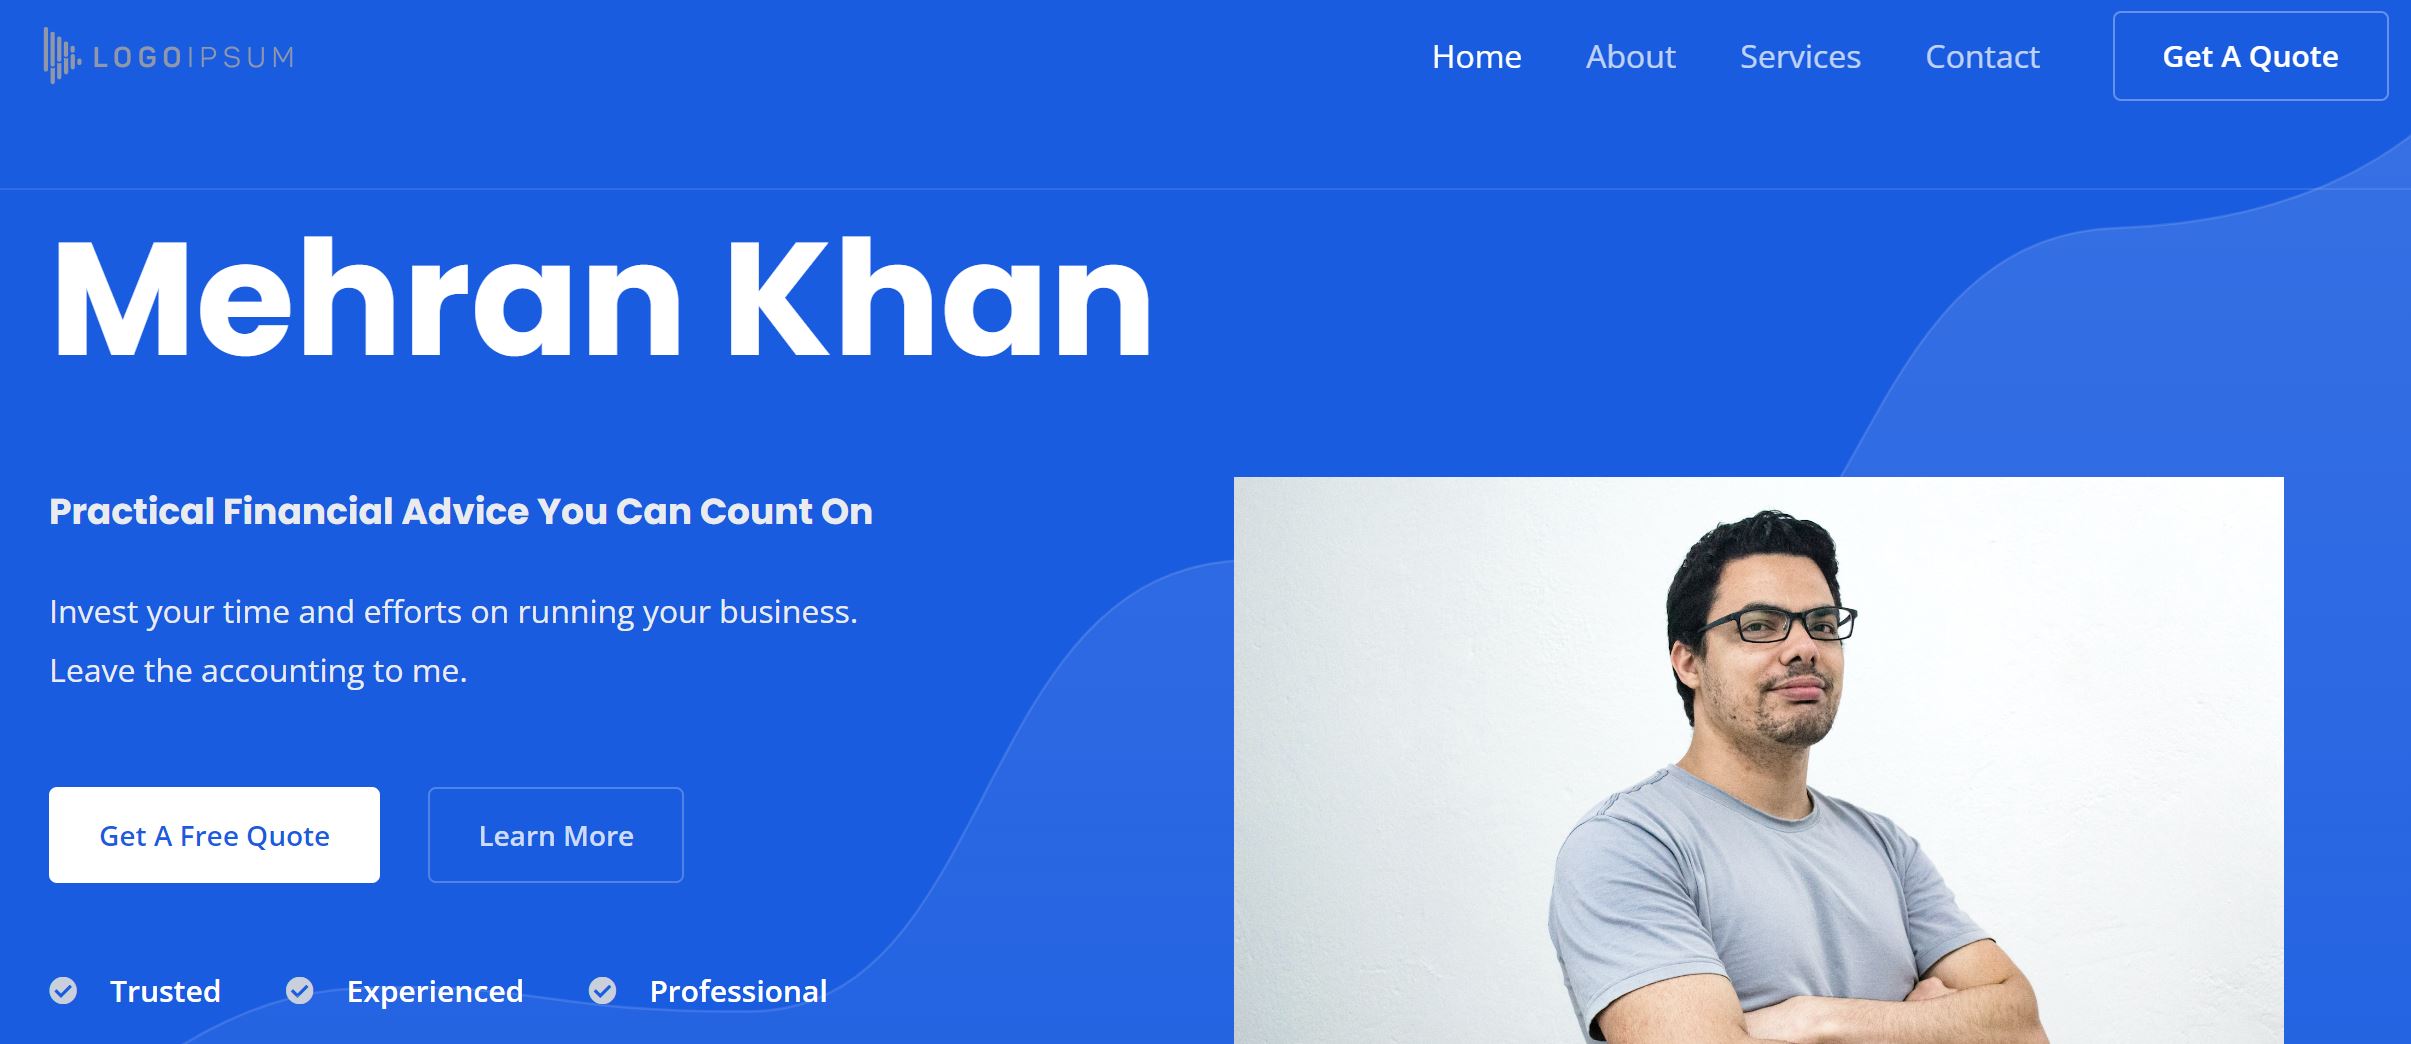 LOGOIPSUM
Home About Services Contact Get A Quote
Mehran Khan
Practical Financial Advice You Can Count On
Invest your time and efforts on running your business.
Leave the accounting to me.
Get A Free Quote Learn More
Trusted Experienced Professional